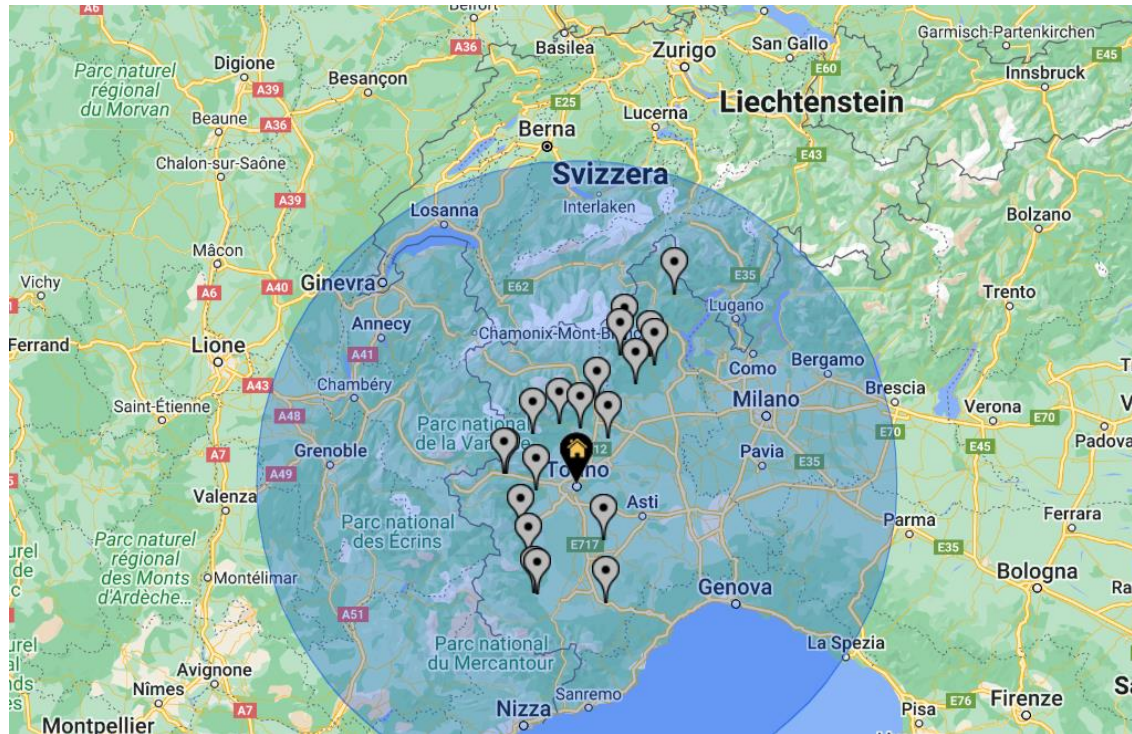 A6
Belfort
A36
Basilea
Zurigo
San Gallo
Garmisch-Partenkirchen
E45
Parc naturel
régional
du Morvan
Digione
A39
Besançon
E25
E60
Innsbruck
Beaune
A36
Lucerna
Liechtenstein
Berna
Chalon-sur-Saône
E43
Svizzera
A39
Interlaken
Losanna
Bolzano
Mâcon
A6
A40
Ginevra
E62
E35
Vichy
Lugano
Trento
Annecy
Chamonix-Mont-B
Ferrand
Lione
A41
Como
Bergamo
A43
Chambéry
Brescia
Milano
Verona
E70
Saint-Étienne
A48
Parc national
de la Van
E70
Padova
A7
Grenoble
Torino
Pavia
E35
E45
A49
Valenza
Asti
Parc national
des Écrins
Parma
Ferrara
Parc naturel
régional
des Monts
d'Ardèche...
E717
E35
Montélimar
Bologna
A51
Genova
Parc national
du Mercantour
La Spezia
Avignone
Nîmes
Sanremo
E76
Firenze
A7
Nizza
Pisa
Montpellier